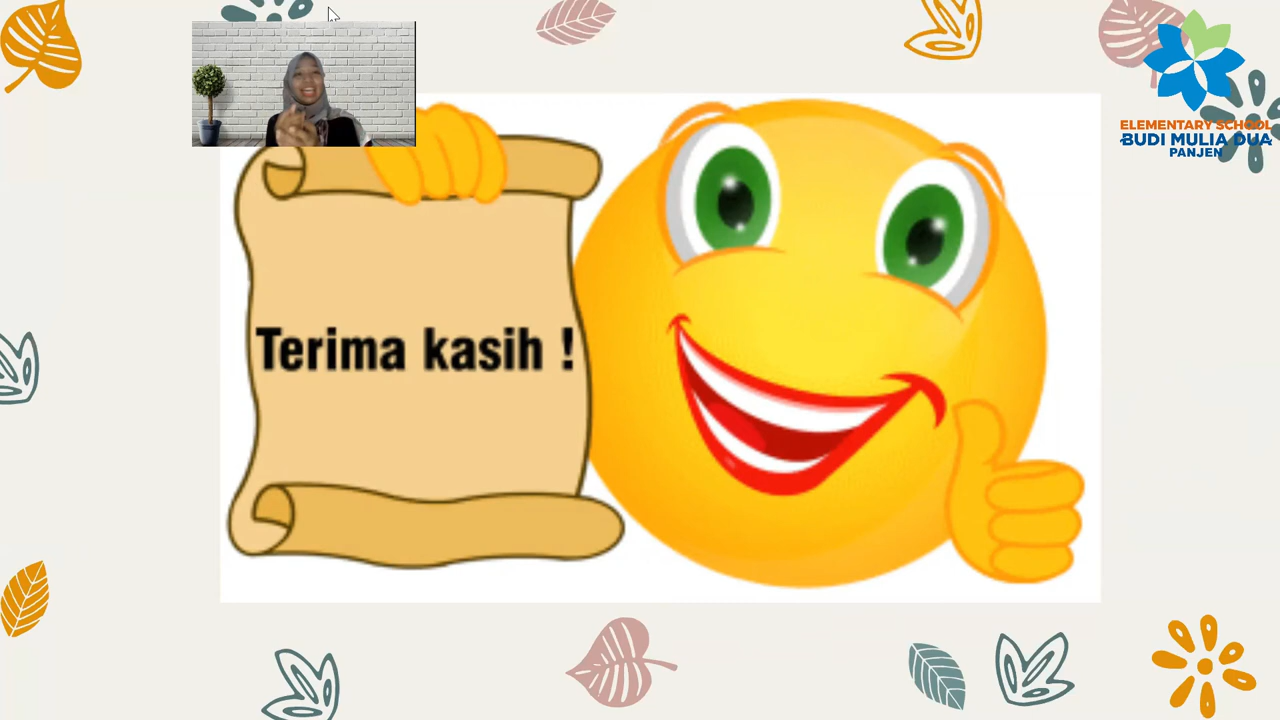 Terima kasih !
ELEMENTARY SCHOOL
BUDI MULIA DUA
PANJEN